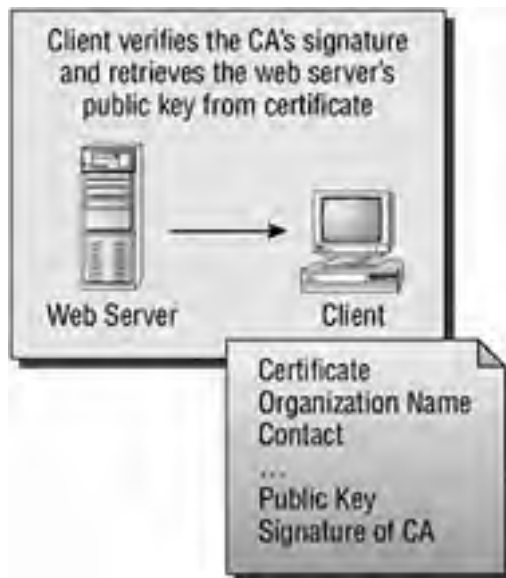 Client verifies the CA's signature
and retrieves the web server's
public key from certificate
Web Server
Client
Certificate
Organization Name
Contact
...
Public Key
Signature of CA